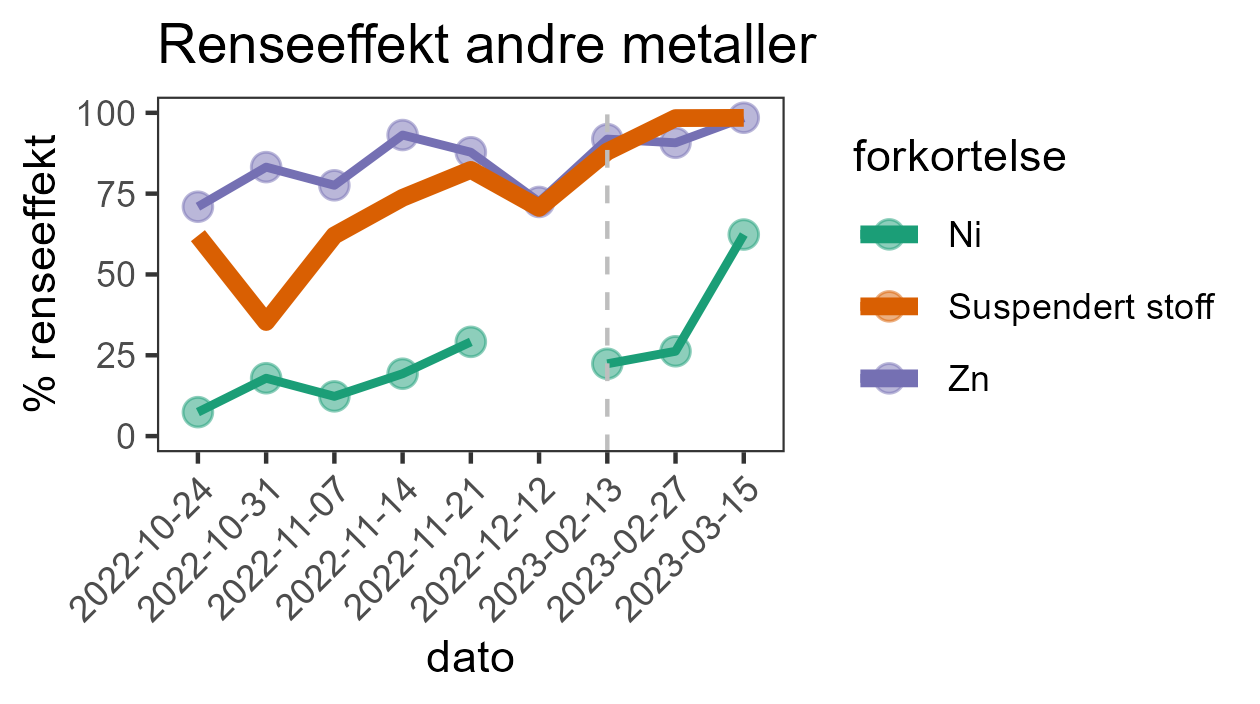 Renseeffekt andre metaller
% renseeffekt
100
75
50
25
0
2022-10-24
2022-10-31
2022-11-07
2022-11-14
2022-11-21
2022-12-12
2023-02-13
2023-02-27
2023-03-15
dato
forkortelse
Ni
Suspendert stoff
Zn